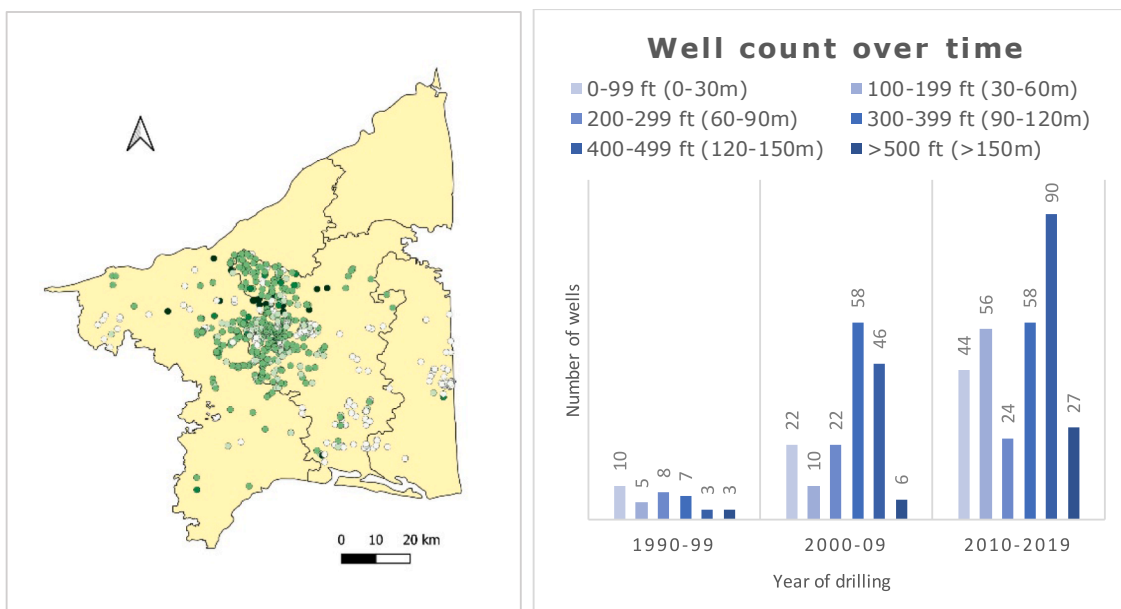 0 10 20 km
Well count over time
0-99 ft (0-30m) 100-199 ft (30-60m)
200-299 ft (60-90m) 300-399 ft (90-120m)
400-499 ft (120-150m) >500 ft (>150m)
Number of wells
10 5 8 7 3 3
22 10 22 58 46 6
44 56 24 58 90 27
1990-99 2000-09 2010-2019
Year of drilling